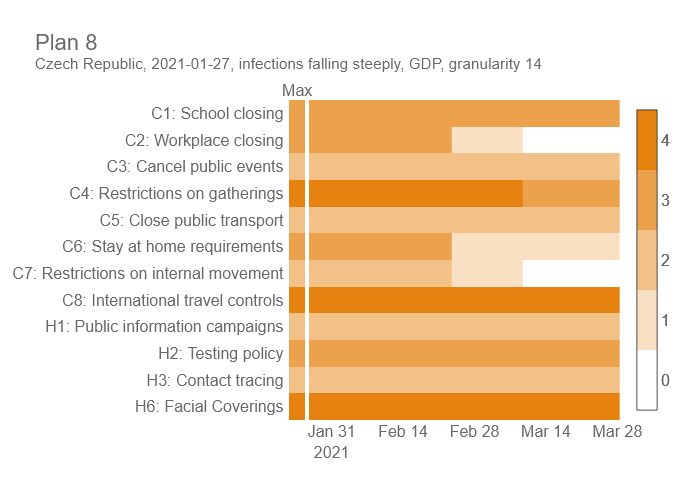 Plan 8
Czech Republic, 2021-01-27, infections falling steeply, GDP, granularity 14
Max
C1: School closing
C2: Workplace closing
C3: Cancel public events
C4: Restrictions on gatherings
C5: Close public transport
C6: Stay at home requirements
C7: Restrictions on internal movement
C8: International travel controls
H1: Public information campaigns
H2: Testing policy
H3: Contact tracing
H6: Facial Coverings
Jan 31 Feb 14 Feb 28 Mar 14 Mar 28
2021
4
3
2
1
0